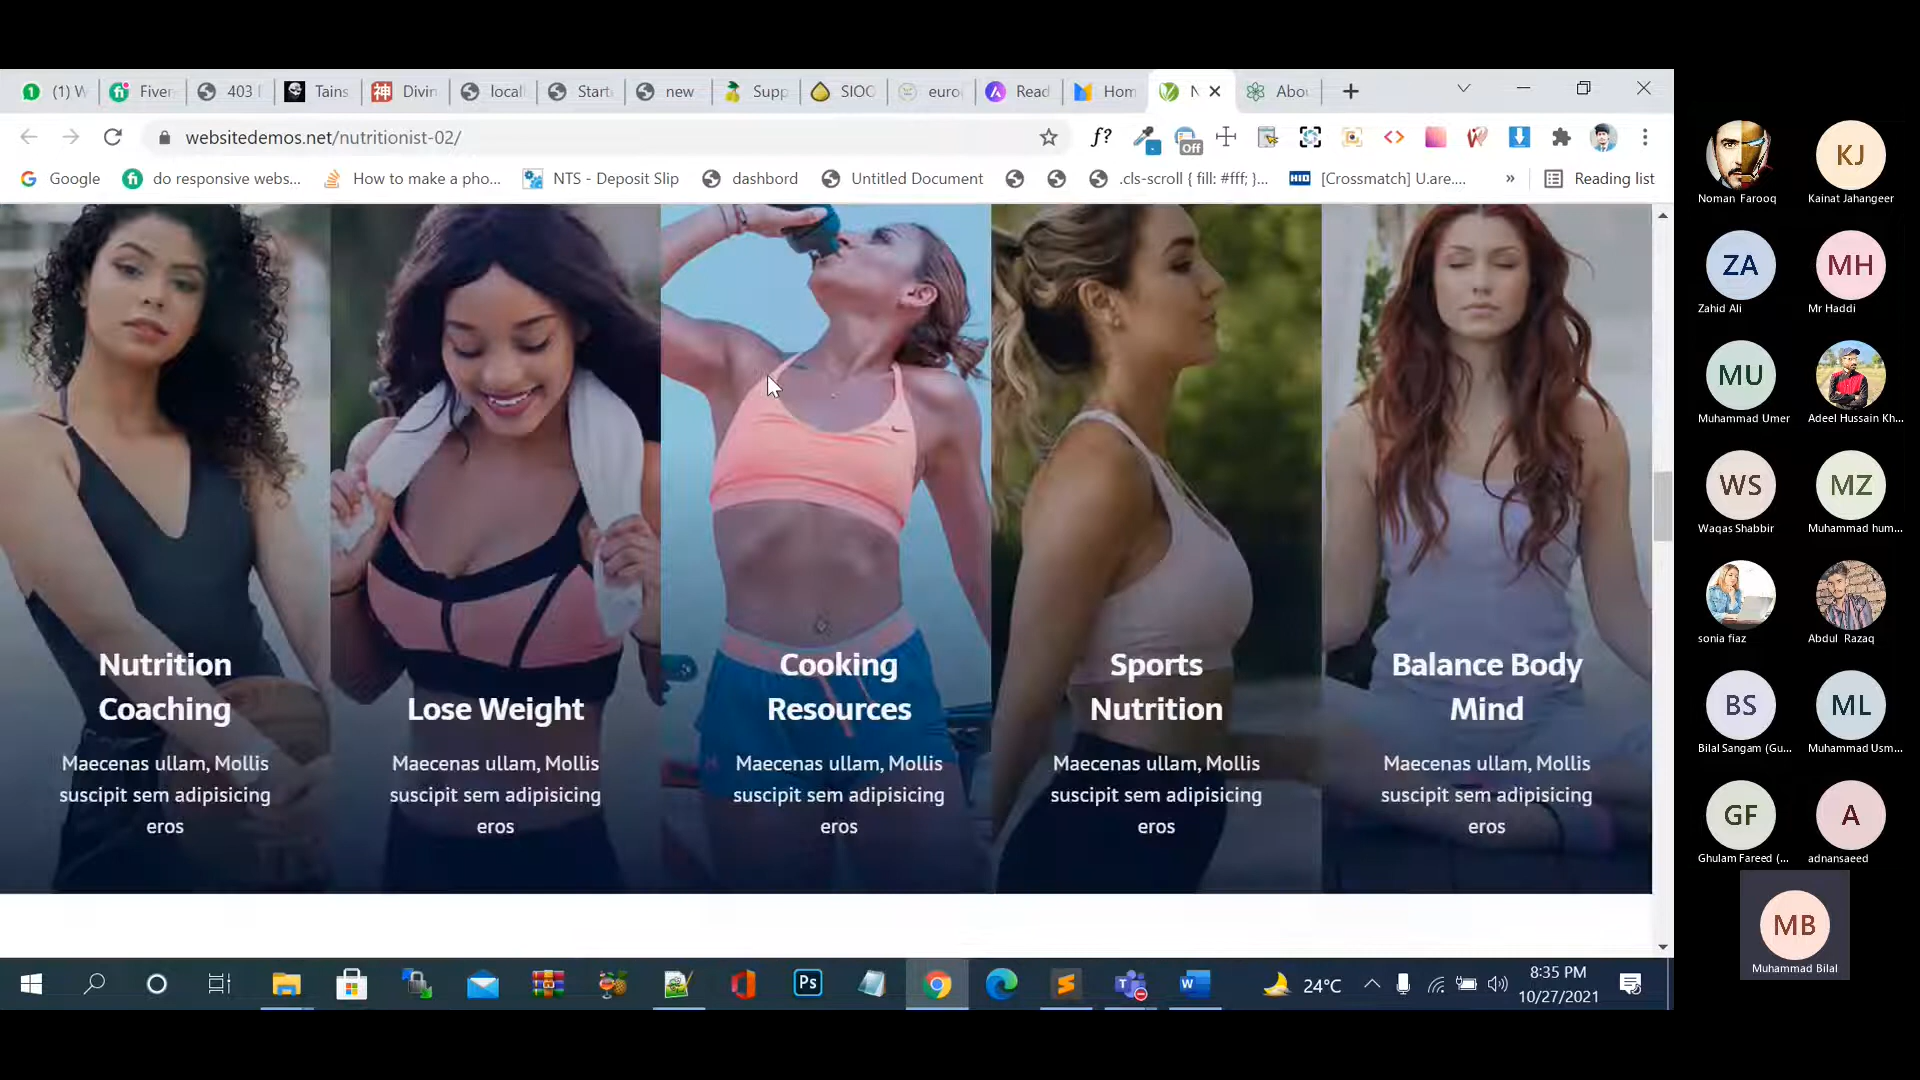 (1) W
Fiver
403
Tains
Divin
locall
Start
new
Supp
SIOC
euro
Read
Hom
N
Abou
websitedemos.net/nutritionist-02/
f?
Off
Google
do responsive webs...
How to make a pho...
NTS - Deposit Slip
dashbord
Untitled Document
.cls-scroll { fill: #fff; }...
HID
[Crossmatch] U.are....
»
Reading list
Nutrition
Coaching
Maecenas ullam, Mollis
suscipit sem adipisicing
eros
Lose Weight
Maecenas ullam, Mollis
suscipit sem adipisicing
eros
Cooking
Resources
Maecenas ullam, Mollis
suscipit sem adipisicing
eros
Sports
Nutrition
Maecenas ullam, Mollis
suscipit sem adipisicing
eros
Balance Body
Mind
Maecenas ullam, Mollis
suscipit sem adipisicing
eros
Ps
24°C
8:35 PM
10/27/2021
Noman Farooq
KJ
Kainat Jahangeer
ZA
Zahid Ali
MH
Mr Haddi
MU
Muhammad Umer
Adeel Hussain Kh...
WS
Waqas Shabbir
MZ
Muhammad hum...
sonia fiaz
Abdul Razaq
BS
Bilal Sangam (Gu...
ML
Muhammad Usm...
GF
Ghulam Fareed (...
A
adnansaeed
MB
Muhammad Bilal